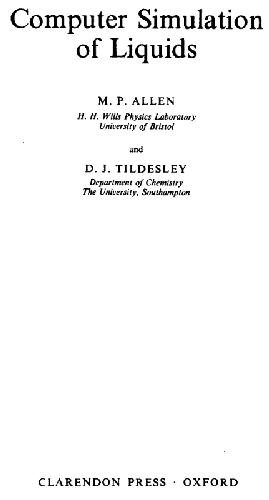 Computer Simulation
of Liquids
M. P. ALLEN
H. H. Wills Physics Laboratory
University of Bristol
and
D. J. TILDESLEY
Department of Chemistry
The University, Southampton
CLARENDON PRESS · OXFORD